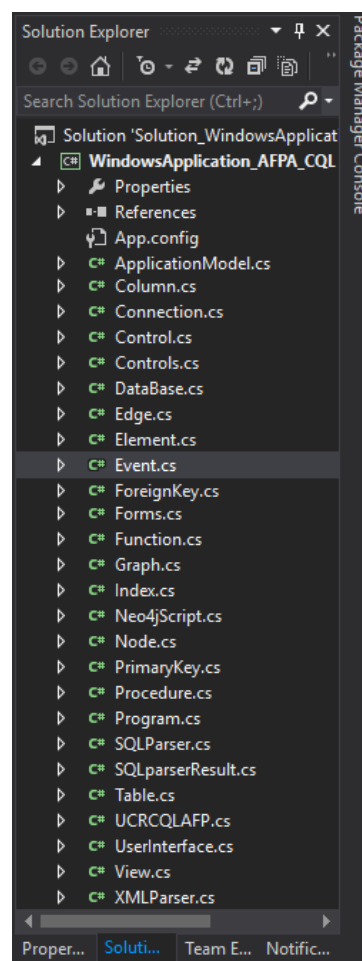 Solution Explorer
Search Solution Explorer (Ctrl+;)
Solution 'Solution_WindowsApplicat
C# WindowsApplication_AFPA_CQL
Properties
References
App.config
C# ApplicationModel.cs
C# Column.cs
C# Connection.cs
C# Control.cs
C# Controls.cs
C# DataBase.cs
C# Edge.cs
C# Element.cs
C# Event.cs
C# ForeignKey.cs
C# Forms.cs
C# Function.cs
C# Graph.cs
C# Index.cs
C# Neo4jScript.cs
C# Node.cs
C# PrimaryKey.cs
C# Procedure.cs
C# Program.cs
C# SQLParser.cs
C# SQLparserResult.cs
C# Table.cs
C# UCRCQLAFP.cs
C# UserInterface.cs
C# View.cs
C# XMLParser.cs
Proper... Soluti... Team E... Notific...
Package Manager Console